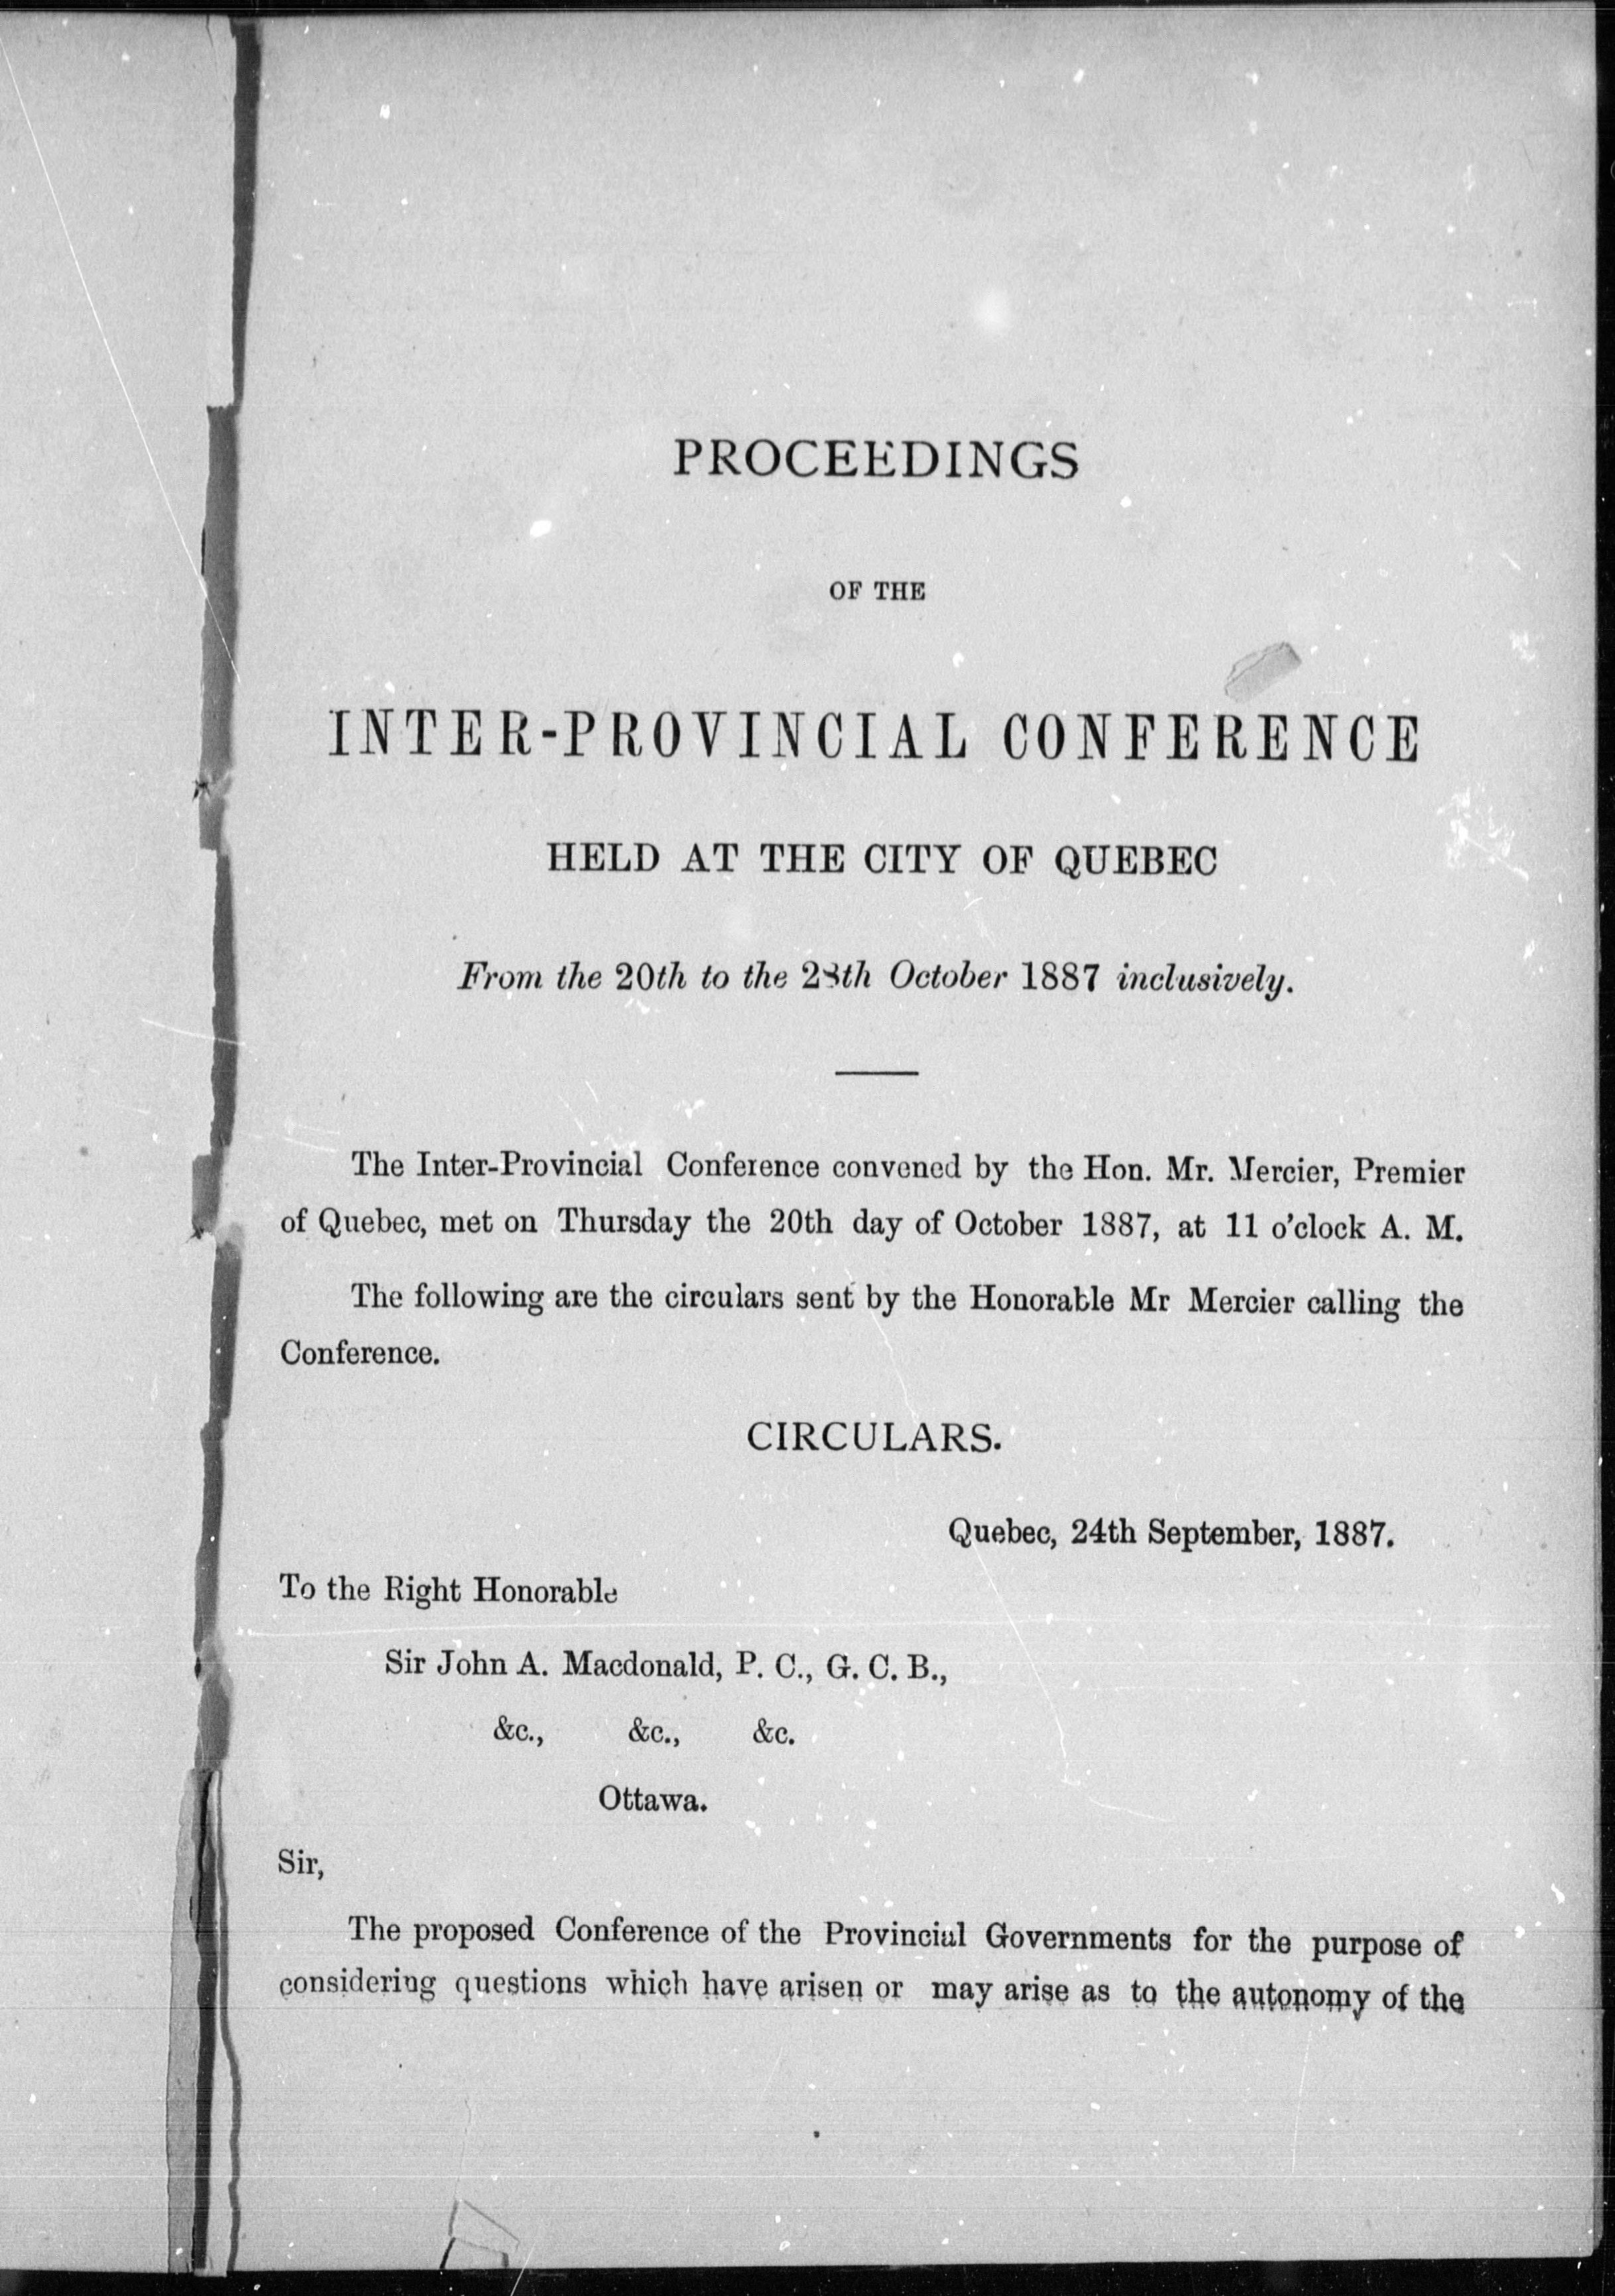 PROCEEDINGS
OF THE
INTER-PROVINCIAL CONFERENCE
HELD AT THE CITY OF QUEBEC
From the 20th to the 28th October 1887 inclusively.
The Inter-Provincial Conference convened by the Hon. Mr. Mercier, Premier
of Quebec, met on Thursday the 20th day of October 1887, at 11 o'clock A. M.
The following are the circulars sent by the Honorable Mr Mercier calling the
Conference.
CIRCULARS.
Quebec, 24th September, 1887.
To the Right Honorable
Sir John A. Macdonald, P. C., G. C. B.,
&c., &c., &c.
Ottawa.
Sir,
The proposed Conference of the Provincial Governments for the purpose of
considering questions which have arisen or may arise as to the autonomy of the